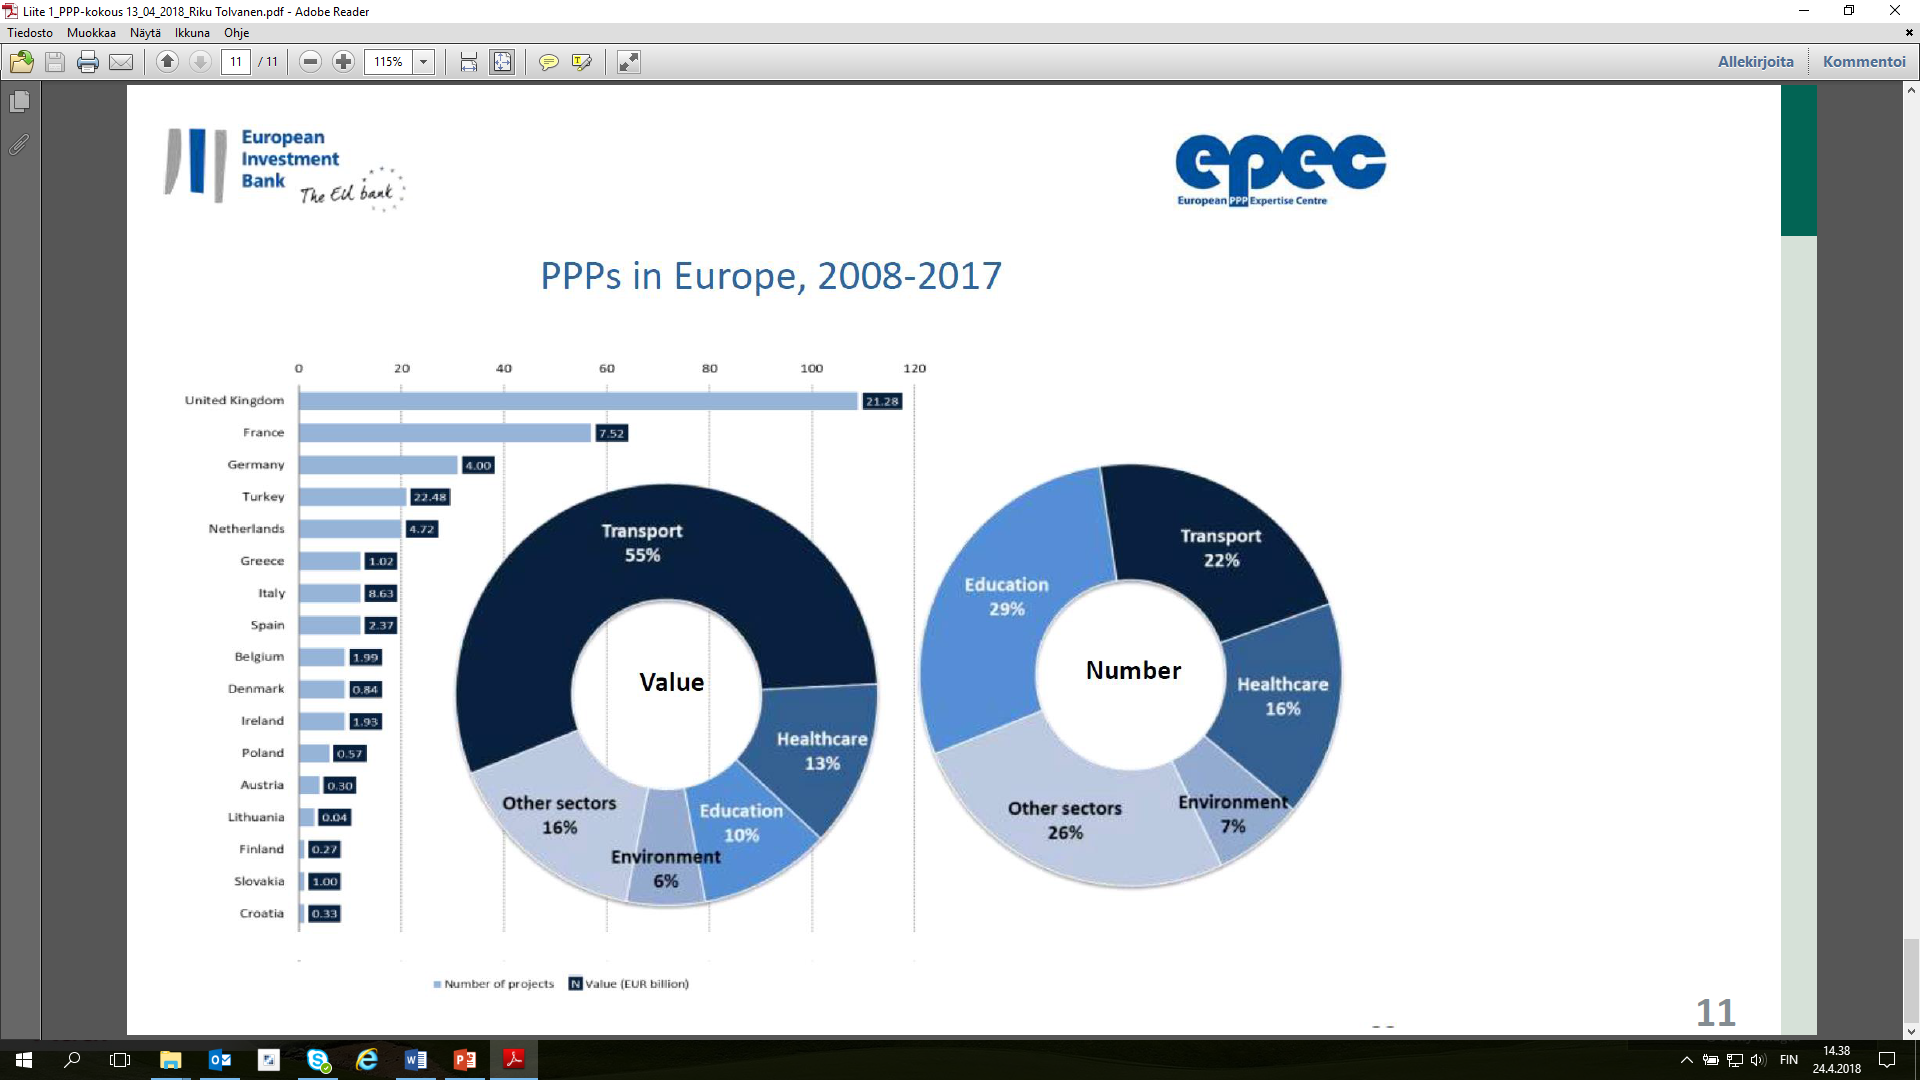 Liite 1_PPP-kokous 13_04_2018_Riku Tolvanen.pdf - Adobe Reader
Tiedosto Muokkaa Näytä Ikkuna Ohje
11 / 11 115%
Allekirjoita Kommentoi
European
Investment
Bank
The EU bank
epec
European PPP Expertise Centre
PPPs in Europe, 2008-2017
0 20 40 60 80 100 120
United Kingdom 21.28
France 7.52
Germany 4.00
Turkey 22.48
Netherlands 4.72
Greece 1.02
Italy 8.63
Spain 2.37
Belgium 1.99
Denmark 0.84
Ireland 1.93
Poland 0.57
Austria 0.30
Lithuania 0.04
Finland 0.27
Slovakia 1.00
Croatia 0.33
Number of projects N Value (EUR billion)
Transport
55%
Value
Healthcare
13%
Education
10%
Environment
6%
Other sectors
16%
Transport
22%
Education
29%
Number
Healthcare
16%
Environment
7%
Other sectors
26%
11
FIN
14.38
24.4.2018